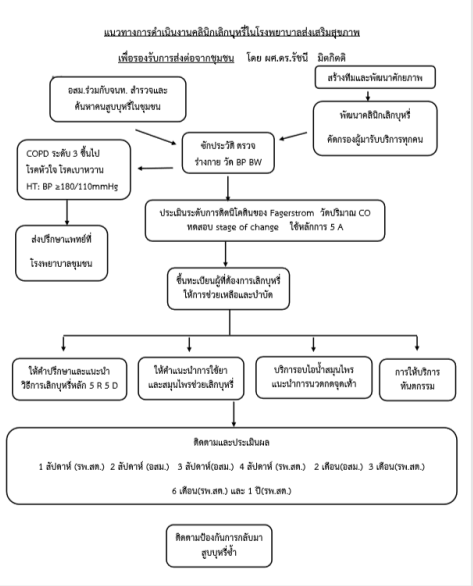 แนวทางการดำเนินงานคลินิกเลิกบุหรี่ในโรงพยาบาลส่งเสริมสุขภาพ
เพื่อรองรับการส่งต่อจากชุมชน โดย ผศ.ดร.รัชนี มิตกิตติ
สร้างทีมและพัฒนาศักยภาพ
อสม.ร่วมกับจนท. สำรวจและ
ค้นหาคนสูบบุหรี่ในชุมชน
พัฒนาคลินิกเลิกบุหรี่
คัดกรองผู้มารับบริการทุกคน
ซักประวัติ ตรวจ
ร่างกาย วัด BP BW
COPD ระดับ 3 ขึ้นไป
โรคหัวใจ โรคเบาหวาน
HT: BP ≥180/110mmHg
ประเมินระดับการติดนิโคตินของ Fagerstrom วัดปริมาณ CO
ทดสอบ stage of change ใช้หลักการ 5 A
ส่งปรึกษาแพทย์ที่
โรงพยาบาลชุมชน
ขึ้นทะเบียนผู้ที่ต้องการเลิกบุหรี่
ให้การช่วยเหลือและบำบัด
ให้คำปรึกษาและแนะนำ
วิธีการเลิกบุหรี่หลัก 5 R 5 D
ให้คำแนะนำการใช้ยา
และสมุนไพรช่วยเลิกบุหรี่
บริการอบไอน้ำสมุนไพร
แนะนำการนวดกดจุดเท้า
การให้บริการ
ทันตกรรม
ติดตามและประเมินผล
1 สัปดาห์ (รพ.สต.) 2 สัปดาห์ (อสม.) 3 สัปดาห์(อสม.) 4 สัปดาห์ (รพ.สต.) 2 เดือน(อสม.) 3 เดือน(รพ.สต.)
6 เดือน(รพ.สต.) และ 1 ปี(รพ.สต.)
ติดตามป้องกันการกลับมา
สูบบุหรี่ซ้ำ